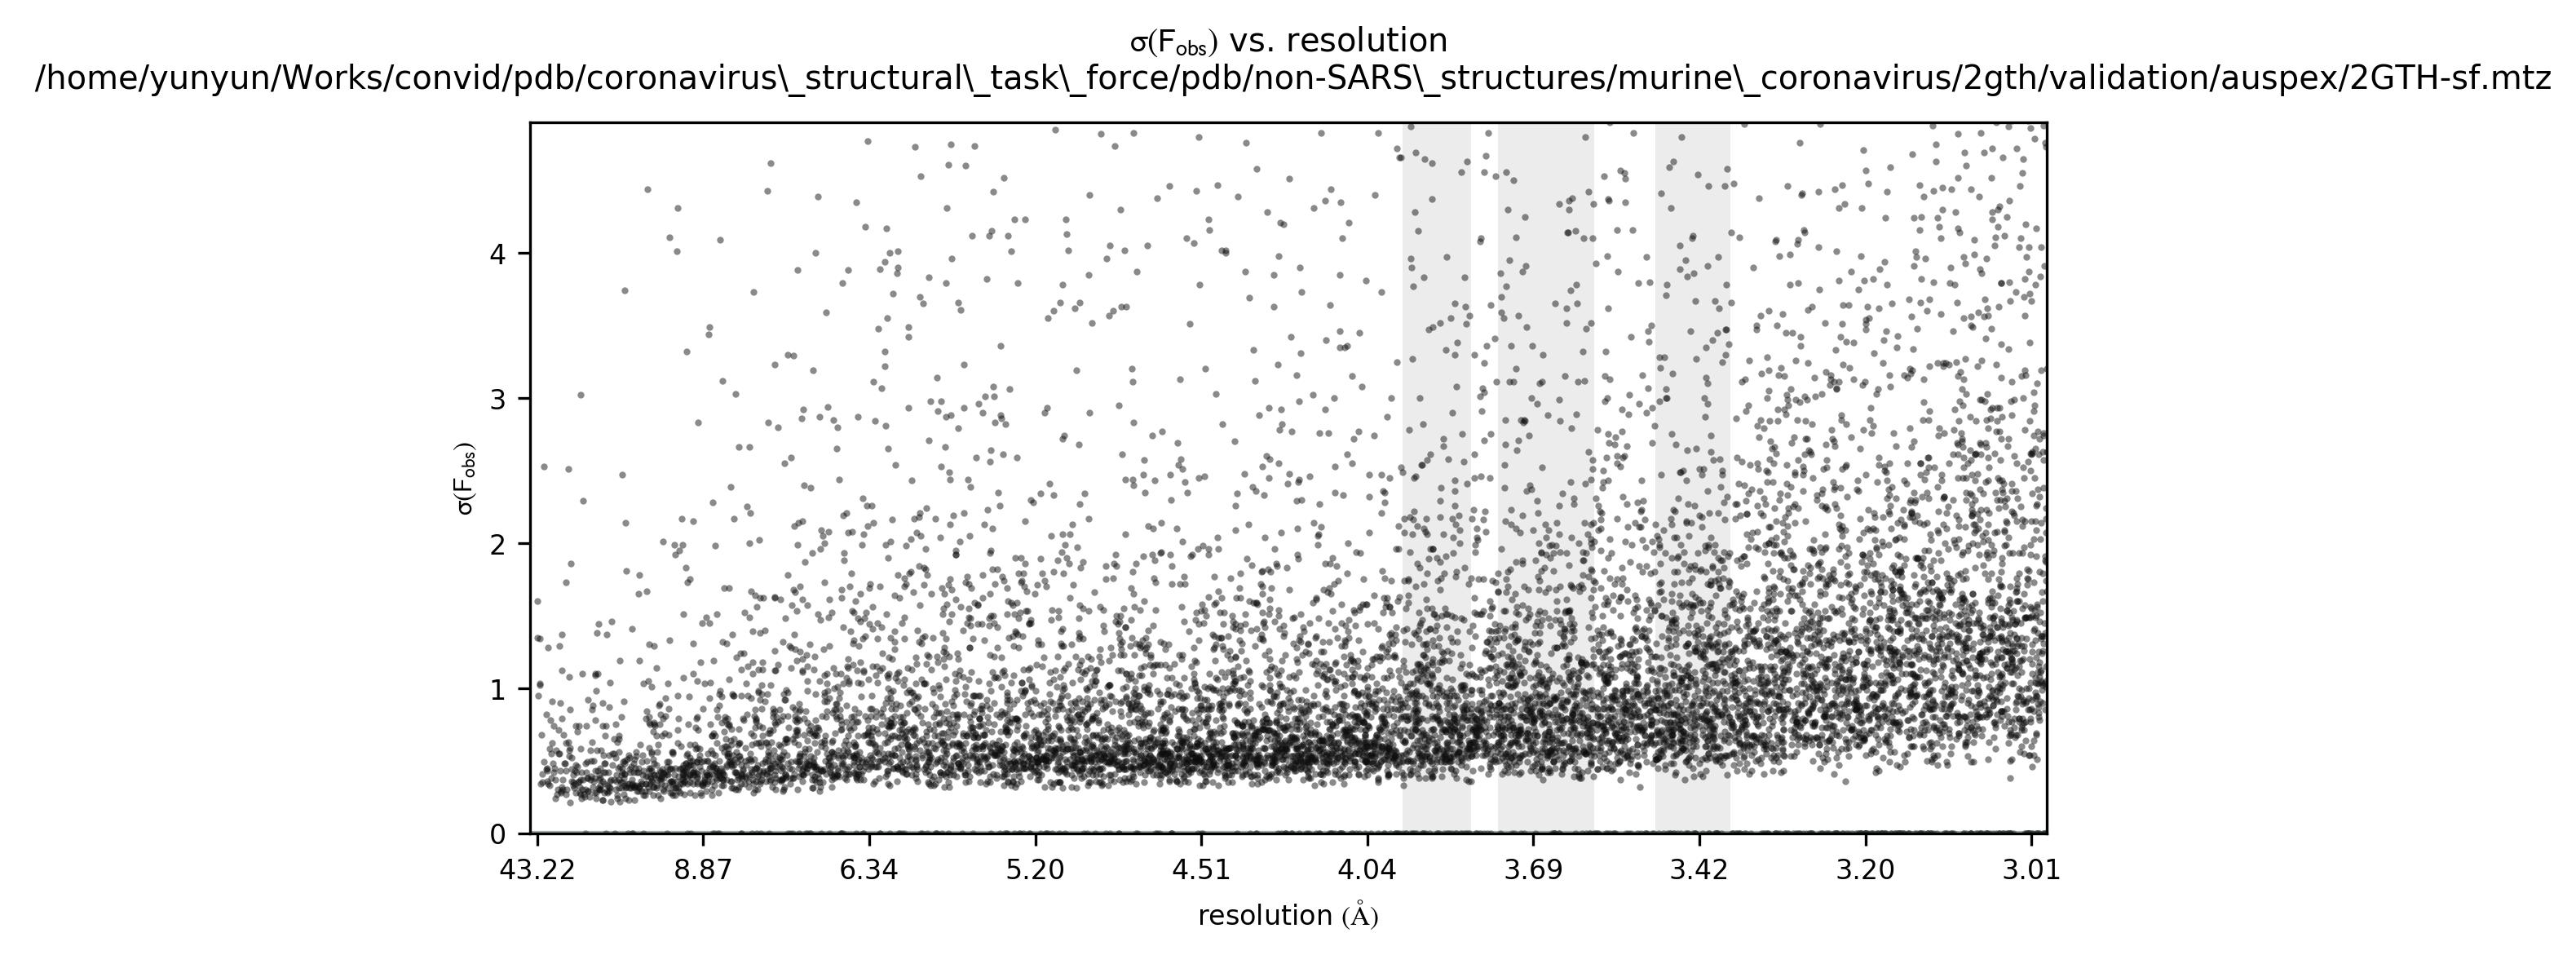 σ(Fobs) vs. resolution
/home/yunyun/Works/convid/pdb/coronavirus\_structural\_task\_force/pdb/non-SARS\_structures/murine\_coronavirus/2gth/validation/auspex/2GTH-sf.mtz
σ(Fobs)
4
3
2
1
0
43.22 8.87 6.34 5.20 4.51 4.04 3.69 3.42 3.20 3.01
resolution (Å)